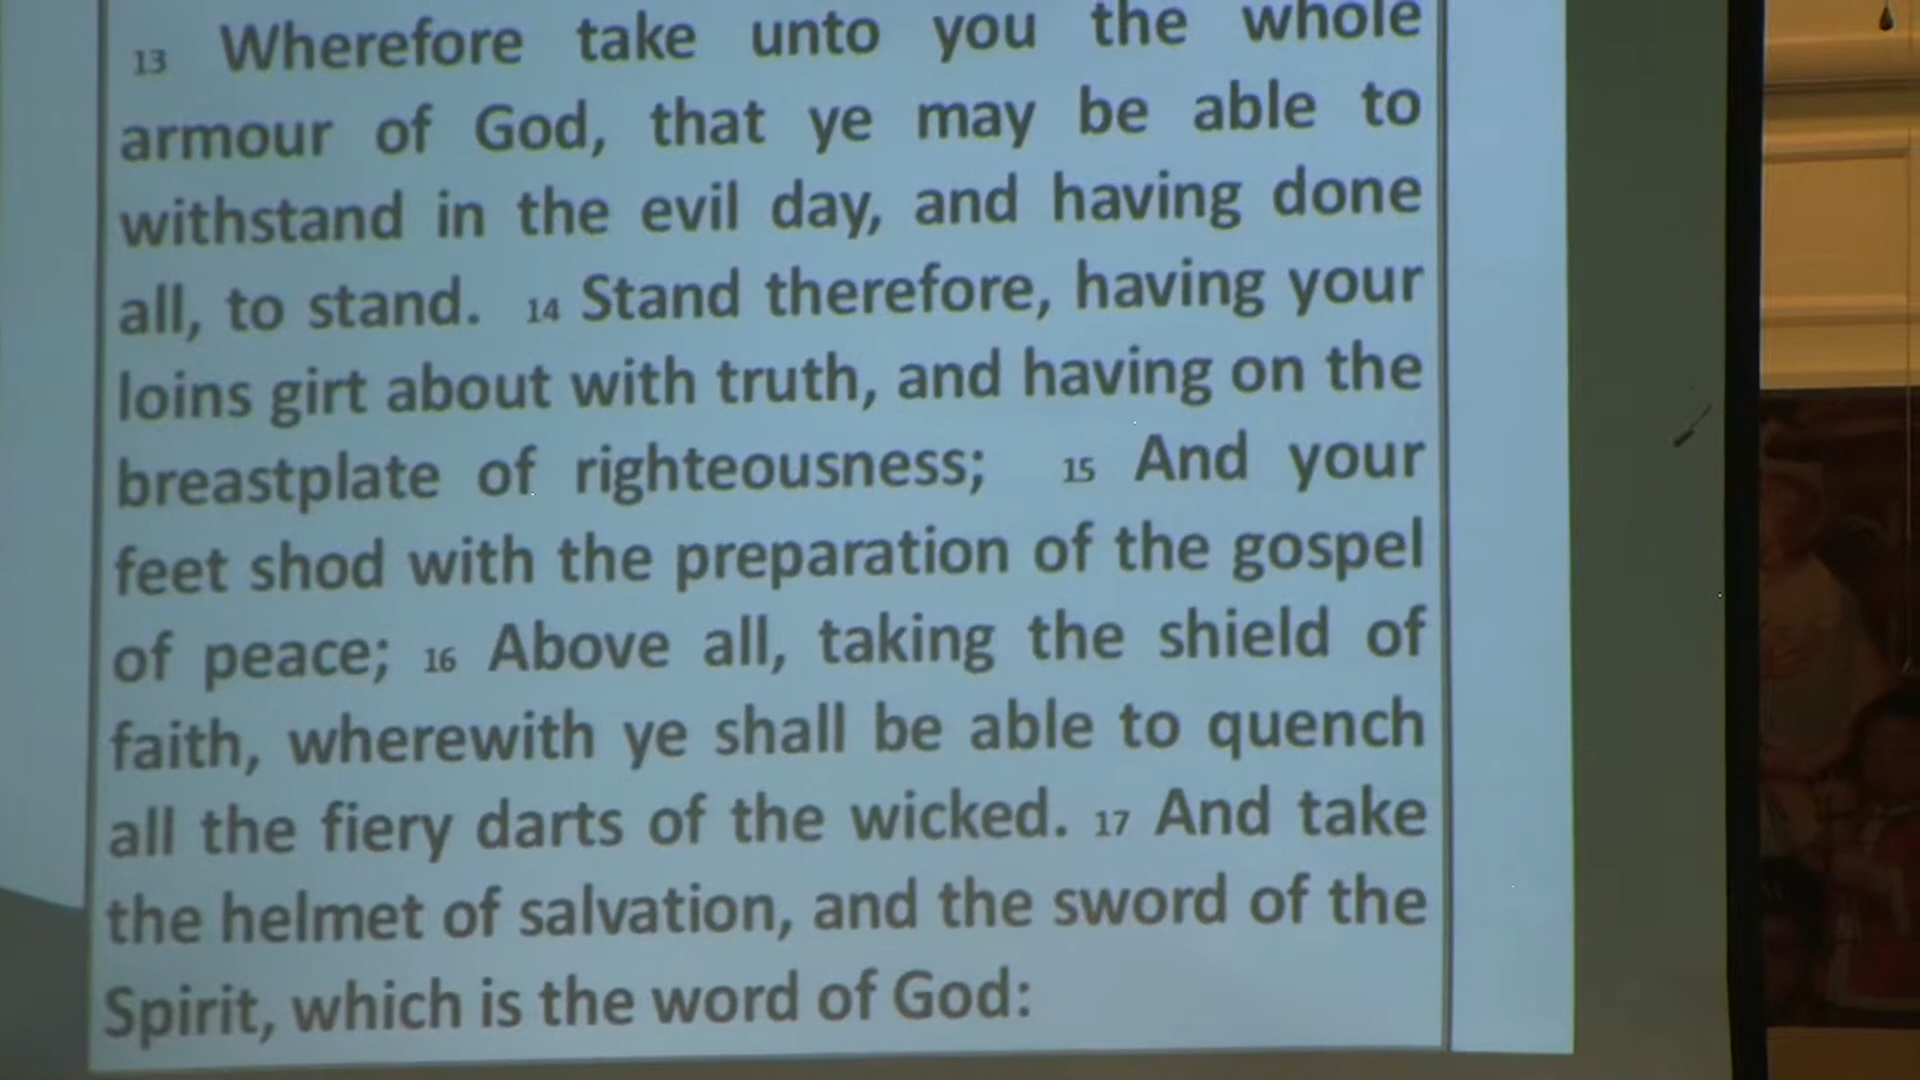 13 Wherefore take unto you the whole
armour of God, that ye may be able to
withstand in the evil day, and having done
all, to stand. 14 Stand therefore, having your
loins girt about with truth, and having on the
breastplate of righteousness; 15 And your
feet shod with the preparation of the gospel
of peace; 16 Above all, taking the shield of
faith, wherewith ye shall be able to quench
all the fiery darts of the wicked. 17 And take
the helmet of salvation, and the sword of the
Spirit, which is the word of God: